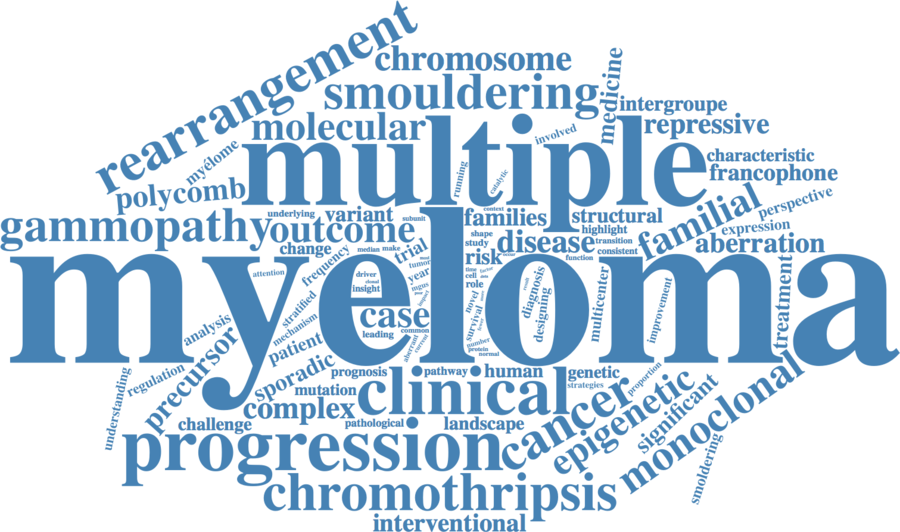 rearrangement
chromosome
smouldering
medicine
intergroupe
molecular
involved
repressive
myélome
multiple
characteristic
francophone
polycomb
running
catalytic
context
gammopathy
underlying
variant
subunit
families
structural
familial
perspective
outcome
highlight
expression
shape
study
disease
transition
consistent
aberration
change
median
make
trial
risk
function
frequency
attention
driver
clonal
insight
tumor
year
mgus
time
cell
factor
role
myeloma
diagnosis
designing
result
multicenter
improvement
treatment
stratified
mechanism
case
leading
common
aberrant
current
novel
survival
number
protein
normal
analysis
precursor
patient
sporadic
prognosis
pathway
human
genetic
strategies
proportion
regulation
understanding
mutation
clinical
complex
cancer
epigenetic
significant
monoclonal
challenge
pathological
landscape
progression
smoldering
chromothripsis
interventional